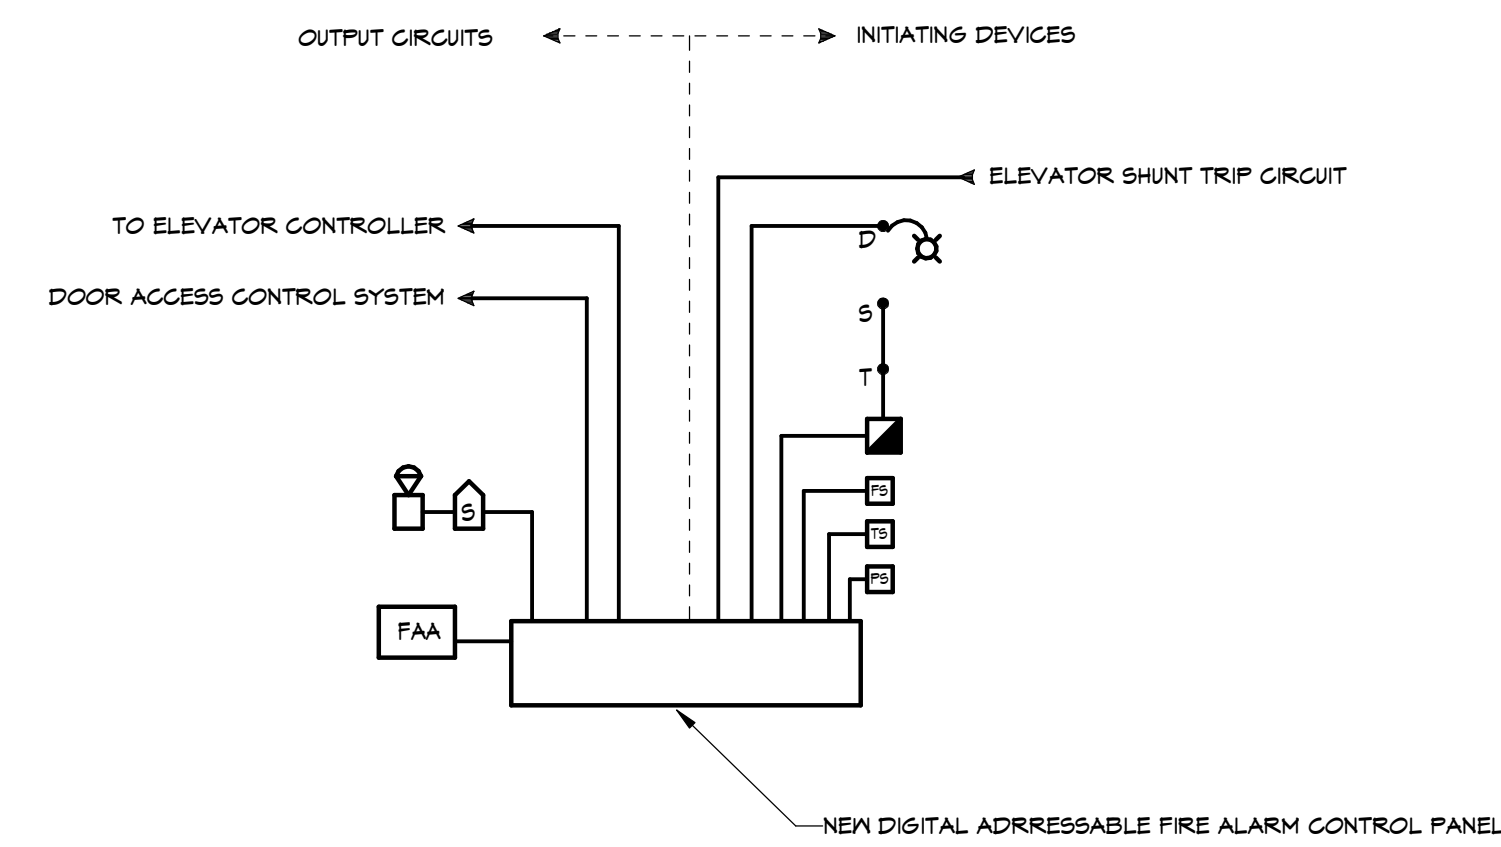 OUTPUT CIRCUITS
INITIATING DEVICES
ELEVATOR SHUNT TRIP CIRCUIT
TO ELEVATOR CONTROLLER
D
DOOR ACCESS CONTROL SYSTEM
S
T
FS
S
TS
PS
FAA
NEW DIGITAL ADRRESSABLE FIRE ALARM CONTROL PANEL